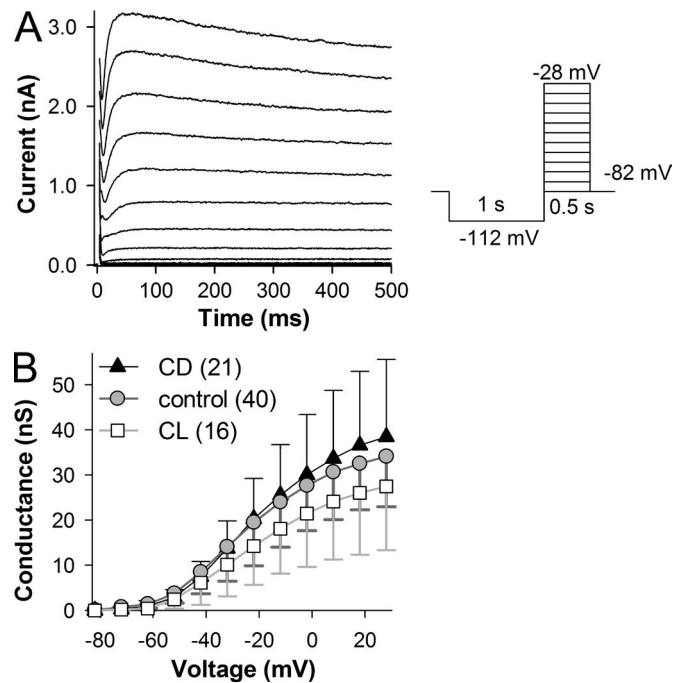 A
Current (nA)
3.0
2.0
1.0
0.0
0 100 200 300 400 500
Time (ms)
-28 mV
-82 mV
1 s 0.5 s
-112 mV
B
Conductance (nS)
50
40
30
20
10
0
CD (21)
control (40)
CL (16)
-80 -60 -40 -20 0 20
Voltage (mV)